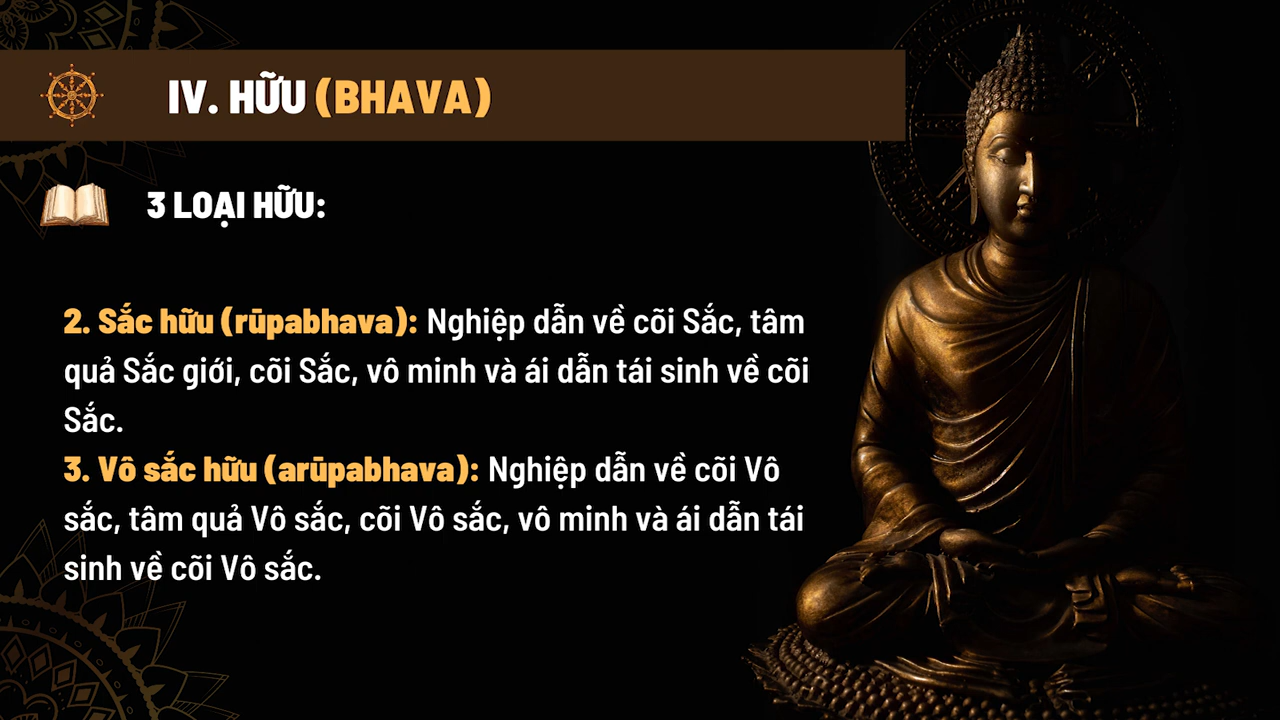 IV. HỮU (BHAVA)
3 LOẠI HỮU:
2. Sắc hữu (rūpabhava): Nghiệp dẫn về cõi Sắc, tâm
quả Sắc giới, cõi Sắc, vô minh và ái dẫn tái sinh về cõi
Sắc.
3. Vô sắc hữu (arūpabhava): Nghiệp dẫn về cõi Vô
sắc, tâm quả Vô sắc, cõi Vô sắc, vô minh và ái dẫn tái
sinh về cõi Vô sắc.